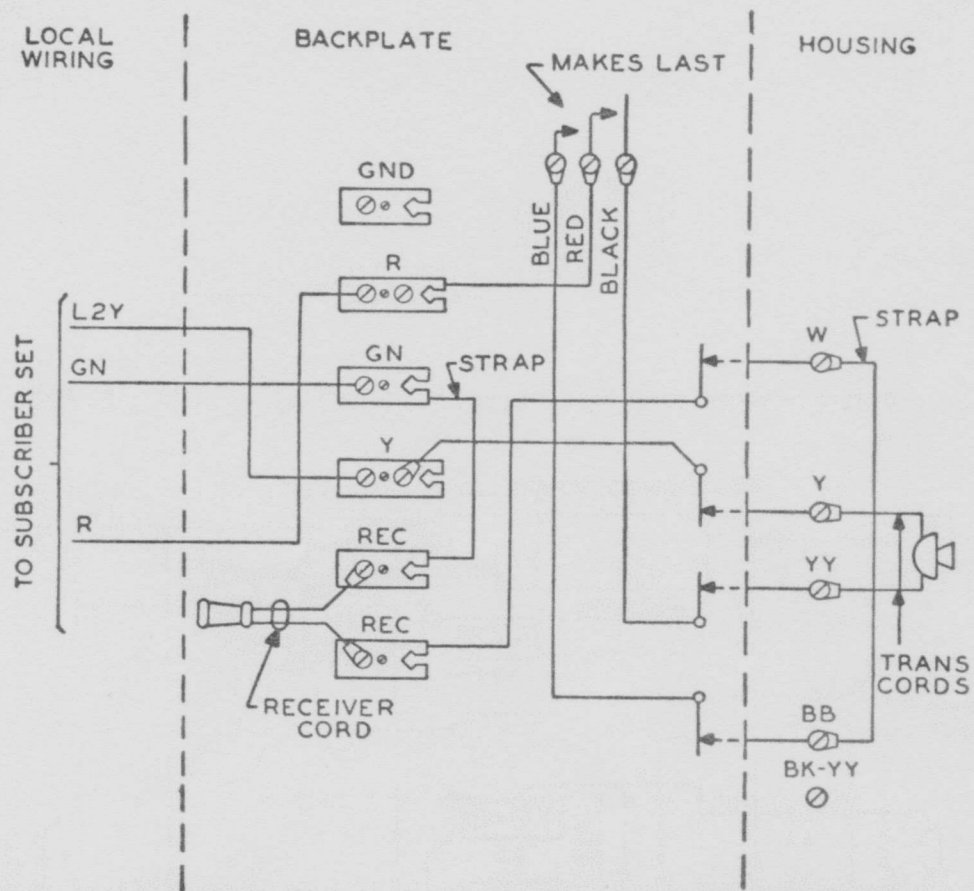 LOCAL
WIRING
BACKPLATE
HOUSING
MAKES LAST
GND
BLUE
RED
BLACK
R
L2Y
GN
GN
STRAP
W
STRAP
Y
Y
TO SUBSCRIBER SET
R
REC
YY
REC
TRANS
CORDS
RECEIVER
CORD
BB
BK-YY